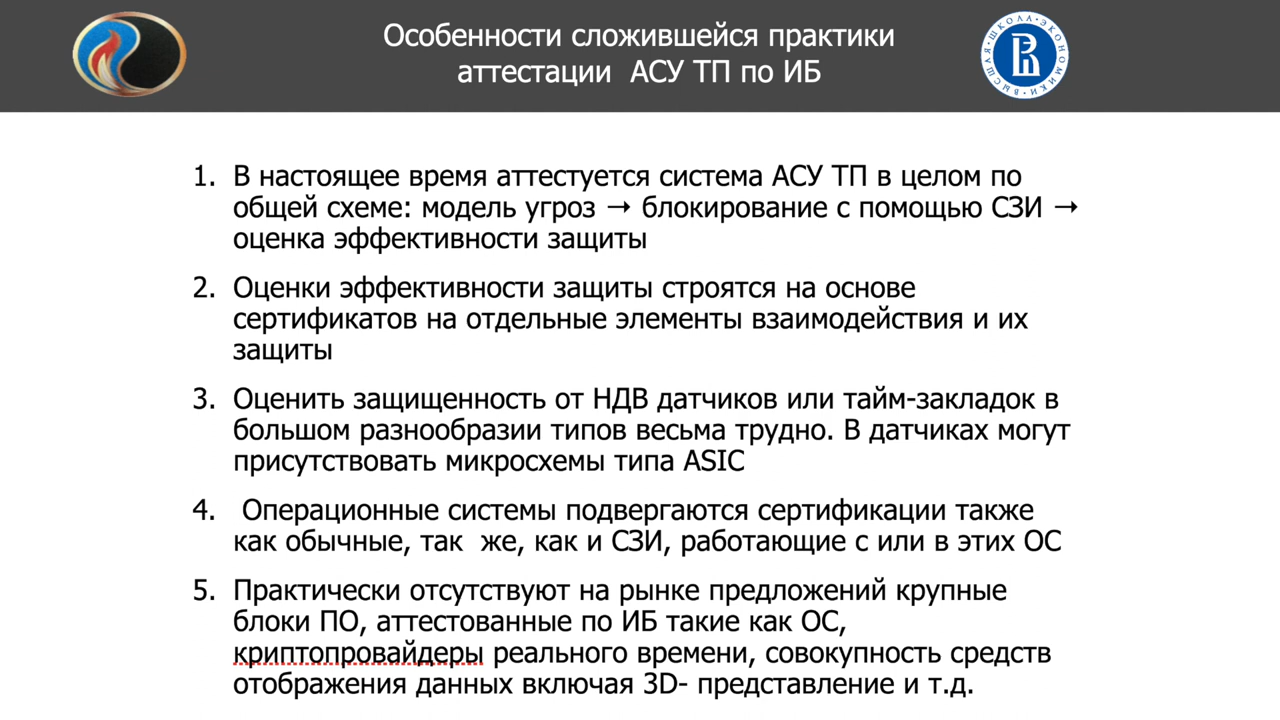 Особенности сложившейся практики
аттестации АСУ ТП по ИБ
ВЫСШАЯ ШКОЛА ЭКОНОМИКИ
1. В настоящее время аттестуется система АСУ ТП в целом по
общей схеме: модель угроз → блокирование с помощью СЗИ →
оценка эффективности защиты
2. Оценки эффективности защиты строятся на основе
сертификатов на отдельные элементы взаимодействия и их
защиты
3. Оценить защищенность от НДВ датчиков или тайм-закладок в
большом разнообразии типов весьма трудно. В датчиках могут
присутствовать микросхемы типа ASIC
4. Операционные системы подвергаются сертификации также
как обычные, так же, как и СЗИ, работающие с или в этих ОС
5. Практически отсутствуют на рынке предложений крупные
блоки ПО, аттестованные по ИБ такие как ОС,
криптопровайдеры реального времени, совокупность средств
отображения данных включая 3D- представление и т.д.